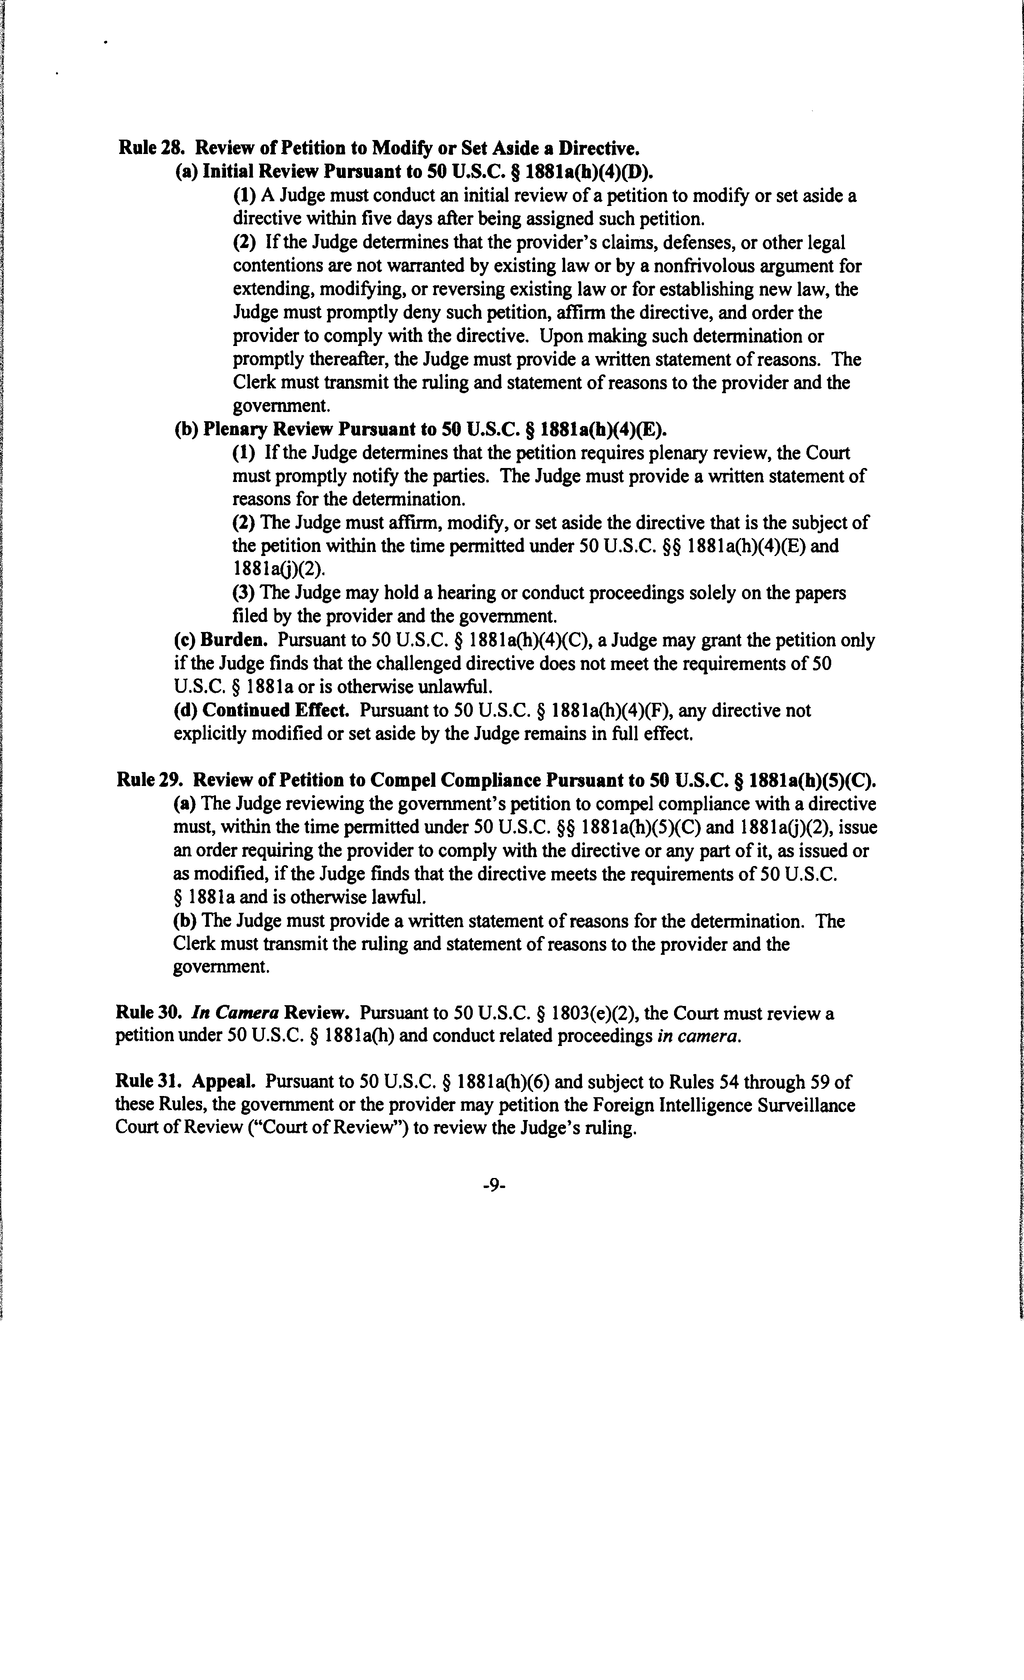 Rule 28. Review of Petition to Modify or Set Aside a Directive.
(a) Initial Review Pursuant to 50 U.S.C. § 1881a(h)(4)(D).
(1) A Judge must conduct an initial review of a petition to modify or set aside a
directive within five days after being assigned such petition.
(2) If the Judge determines that the provider's claims, defenses, or other legal
contentions are not warranted by existing law or by a nonfrivolous argument for
extending, modifying, or reversing existing law or for establishing new law, the
Judge must promptly deny such petition, affirm the directive, and order the
provider to comply with the directive. Upon making such determination or
promptly thereafter, the Judge must provide a written statement of reasons. The
Clerk must transmit the ruling and statement of reasons to the provider and the
government.
(b) Plenary Review Pursuant to 50 U.S.C. § 1881a(h)(4)(E).
(1) If the Judge determines that the petition requires plenary review, the Court
must promptly notify the parties. The Judge must provide a written statement of
reasons for the determination.
(2) The Judge must affirm, modify, or set aside the directive that is the subject of
the petition within the time permitted under 50 U.S.C. §§ 1881a(h)(4)(E) and
1881a(j)(2).
(3) The Judge may hold a hearing or conduct proceedings solely on the papers
filed by the provider and the government.
(c) Burden. Pursuant to 50 U.S.C. § 1881a(h)(4)(C), a Judge may grant the petition only
if the Judge finds that the challenged directive does not meet the requirements of 50
U.S.C. § 1881a or is otherwise unlawful.
(d) Continued Effect. Pursuant to 50 U.S.C. § 1881a(h)(4)(F), any directive not
explicitly modified or set aside by the Judge remains in full effect.
Rule 29. Review of Petition to Compel Compliance Pursuant to 50 U.S.C. § 1881a(h)(5)(C).
(a) The Judge reviewing the government's petition to compel compliance with a directive
must, within the time permitted under 50 U.S.C. §§ 1881a(h)(5)(C) and 1881a(j)(2), issue
an order requiring the provider to comply with the directive or any part of it, as issued or
as modified, if the Judge finds that the directive meets the requirements of 50 U.S.C.
§ 1881a and is otherwise lawful.
(b) The Judge must provide a written statement of reasons for the determination. The
Clerk must transmit the ruling and statement of reasons to the provider and the
government.
Rule 30. In Camera Review. Pursuant to 50 U.S.C. § 1803(e)(2), the Court must review a
petition under 50 U.S.C. § 1881a(h) and conduct related proceedings in camera.
Rule 31. Appeal. Pursuant to 50 U.S.C. § 1881a(h)(6) and subject to Rules 54 through 59 of
these Rules, the government or the provider may petition the Foreign Intelligence Surveillance
Court of Review ("Court of Review") to review the Judge's ruling.
-9-